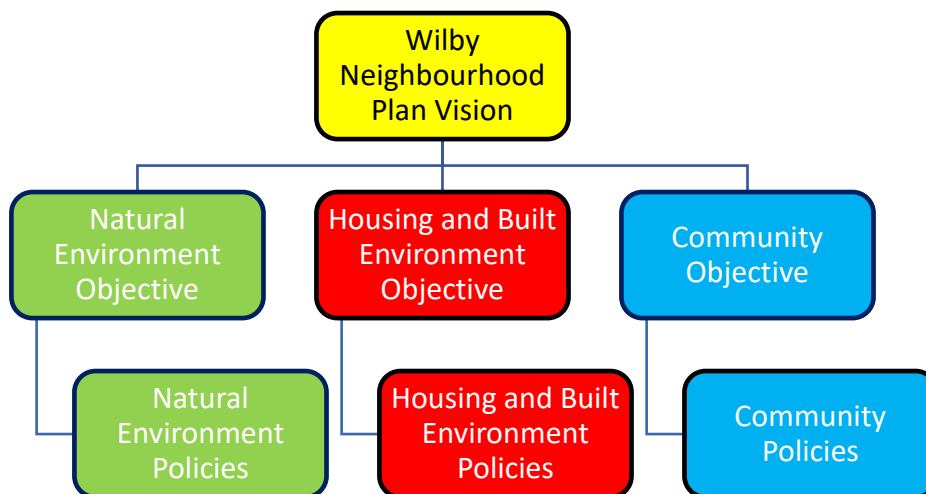 Wilby
Neighbourhood
Plan Vision
Natural
Environment
Objective
Housing and Built
Environment
Objective
Community
Objective
Natural
Environment
Policies
Housing and Built
Environment
Policies
Community
Policies